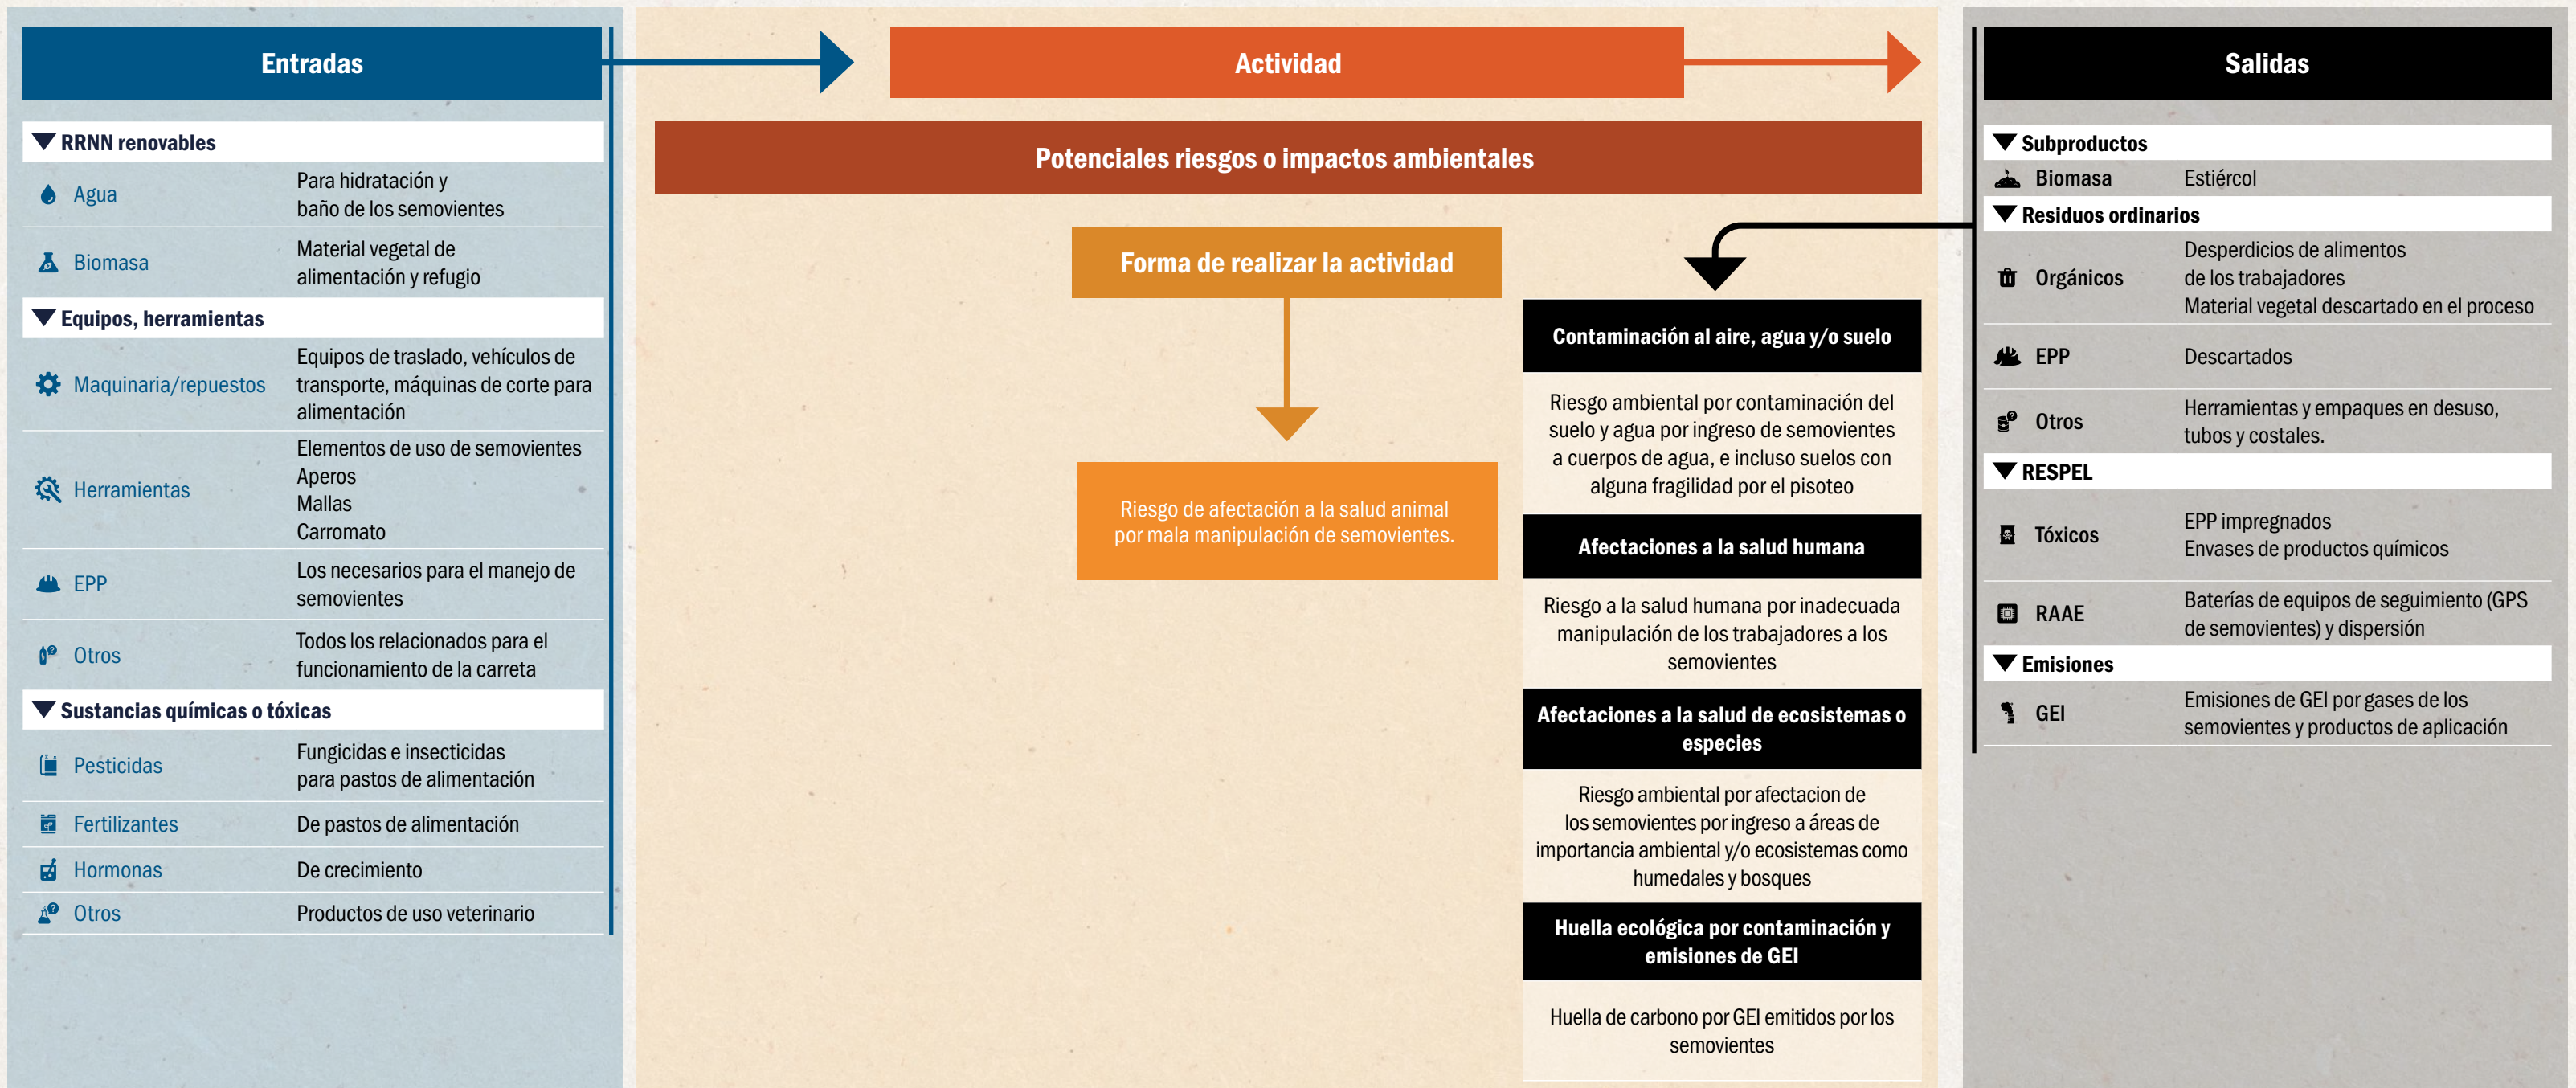 Entradas
RRNN renovables
Agua
Para hidratación y
baño de los semovientes
Biomasa
Material vegetal de
alimentación y refugio
Equipos, herramientas
Maquinaria/repuestos
Equipos de traslado, vehículos de
transporte, máquinas de corte para
alimentación
Herramientas
Elementos de uso de semovientes
Aperos
Mallas
Carromato
EPP
Los necesarios para el manejo de
semovientes
Otros
Todos los relacionados para el
funcionamiento de la carreta
Sustancias químicas o tóxicas
Pesticidas
Fungicidas e insecticidas
para pastos de alimentación
Fertilizantes
De pastos de alimentación
Hormonas
De crecimiento
Otros
Productos de uso veterinario
Actividad
Potenciales riesgos o impactos ambientales
Forma de realizar la actividad
Riesgo de afectación a la salud animal
por mala manipulación de semovientes.
Contaminación al aire, agua y/o suelo
Riesgo ambiental por contaminación del
suelo y agua por ingreso de semovientes
a cuerpos de agua, e incluso suelos con
alguna fragilidad por el pisoteo
Afectaciones a la salud humana
Riesgo a la salud humana por inadecuada
manipulación de los trabajadores a los
semovientes
Afectaciones a la salud de ecosistemas o
especies
Riesgo ambiental por afectacion de
los semovientes por ingreso a áreas de
importancia ambiental y/o ecosistemas como
humedales y bosques
Huella ecológica por contaminación y
emisiones de GEI
Huella de carbono por GEI emitidos por los
semovientes
Salidas
Subproductos
Biomasa
Estiércol
Residuos ordinarios
Orgánicos
Desperdicios de alimentos
de los trabajadores
Material vegetal descartado en el proceso
EPP
Descartados
Otros
Herramientas y empaques en desuso,
tubos y costales.
RESPEL
Tóxicos
EPP impregnados
Envases de productos químicos
RAAE
Baterías de equipos de seguimiento (GPS
de semovientes) y dispersión
Emisiones
GEI
Emisiones de GEI por gases de los
semovientes y productos de aplicación